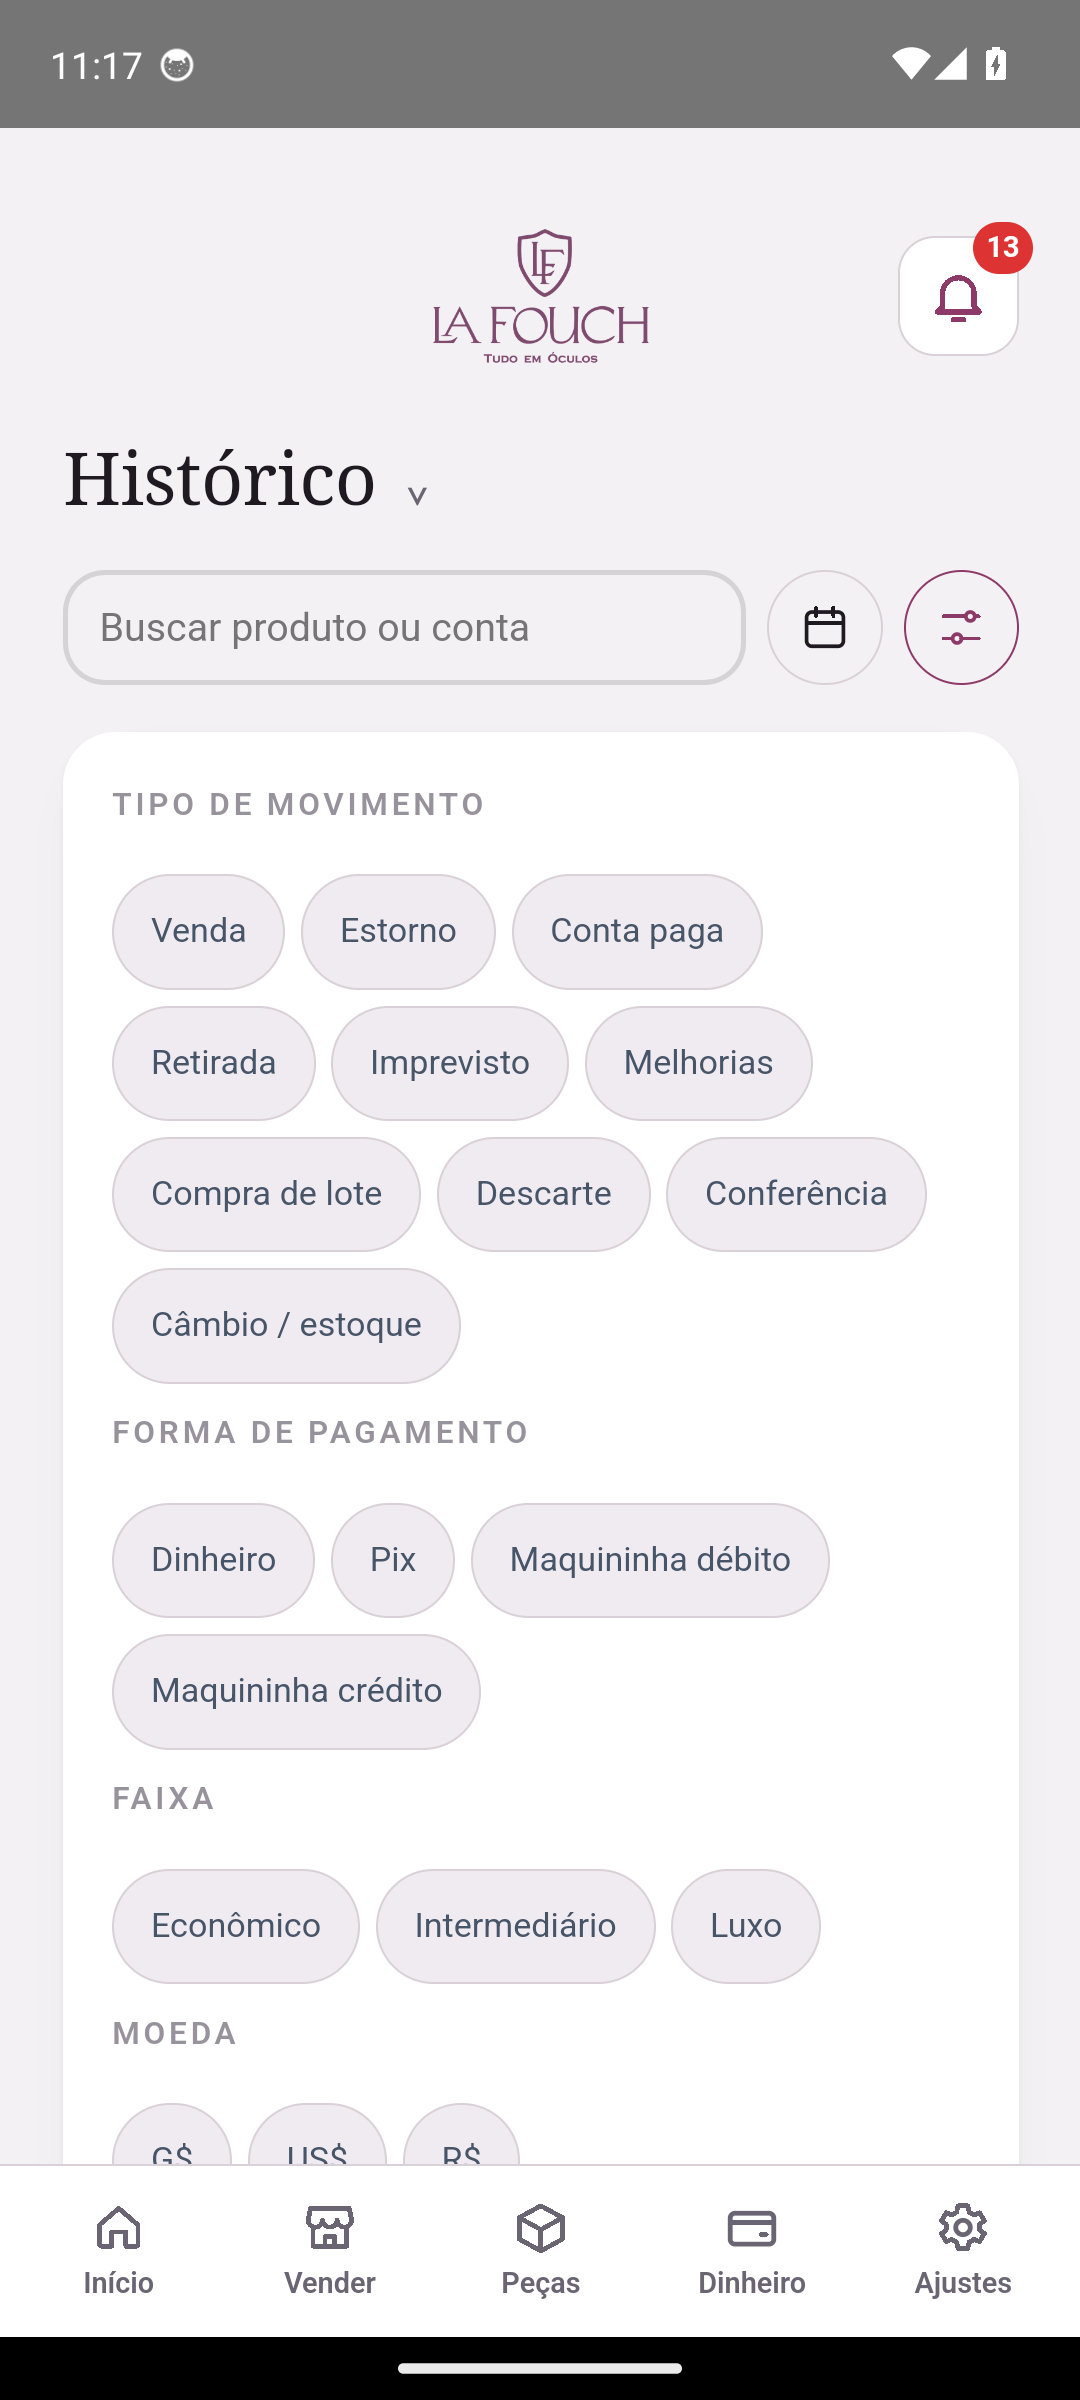 11:17
LF
LA FOUCH
TUDO EM ÓCULOS
13
Histórico
Buscar produto ou conta
TIPO DE MOVIMENTO
Venda Estorno Conta paga
Retirada Imprevisto Melhorias
Compra de lote Descarte Conferência
Câmbio / estoque
FORMA DE PAGAMENTO
Dinheiro Pix Maquininha débito
Maquininha crédito
FAIXA
Econômico Intermediário Luxo
MOEDA
G$ US$ R$
Início Vender Peças Dinheiro Ajustes